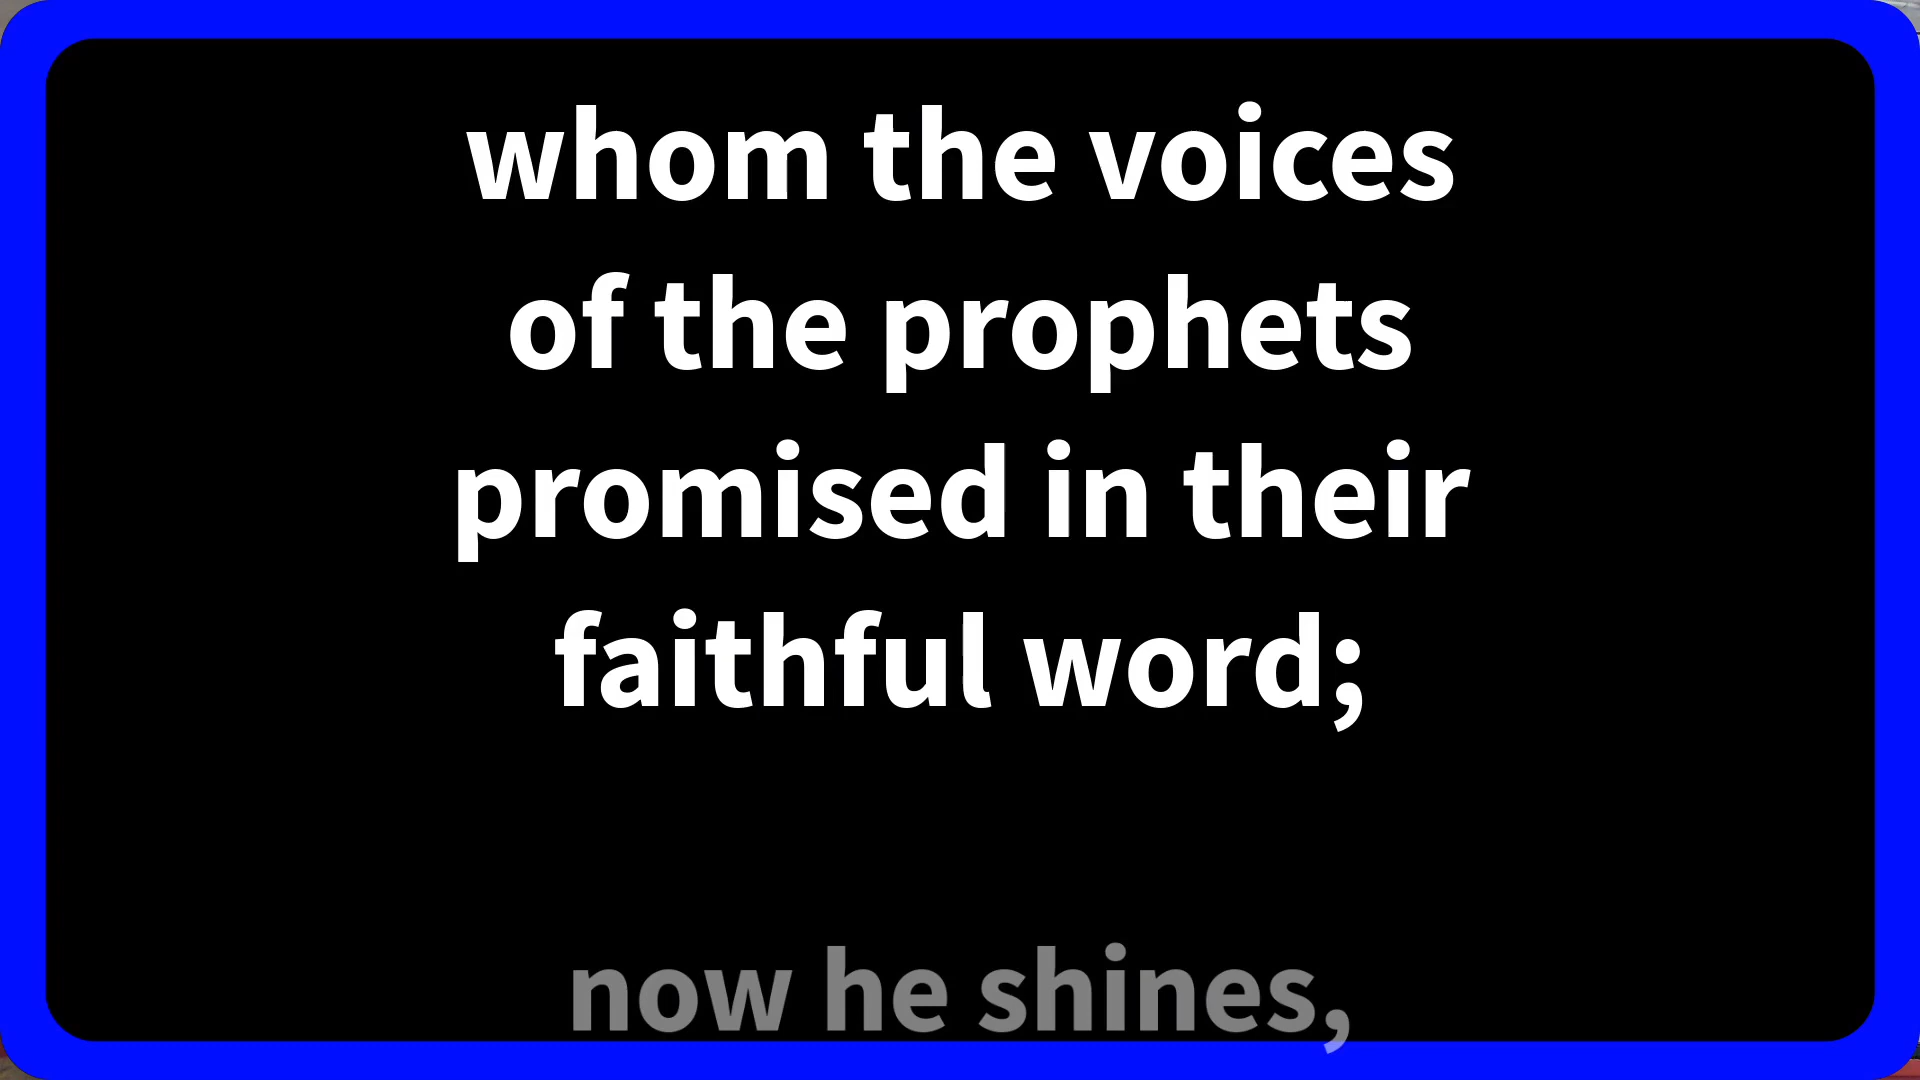 whom the voices
of the prophets
promised in their
faithful word;
now he shines,